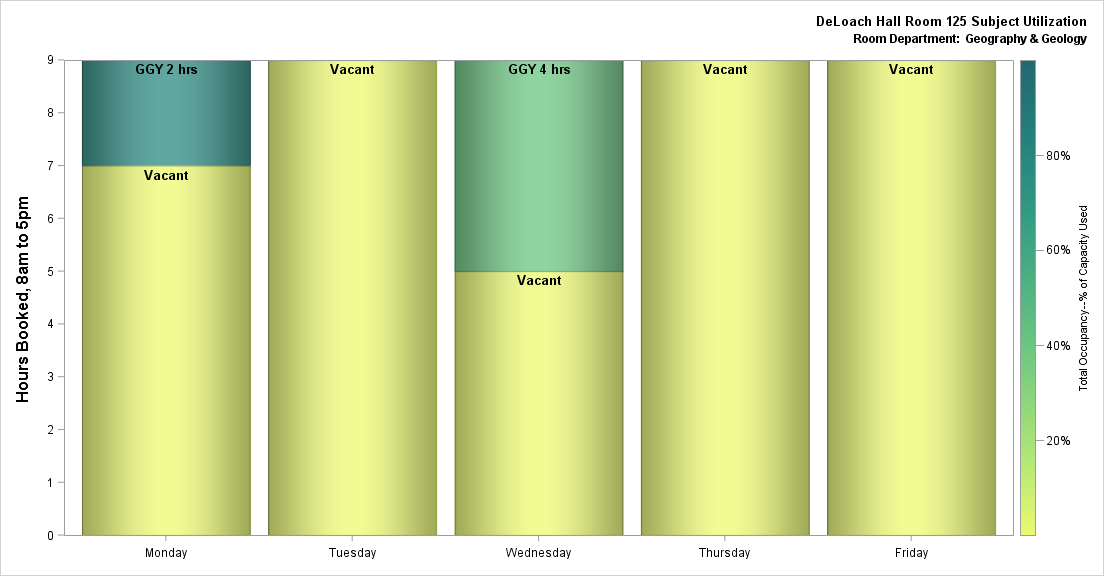 DeLoach Hall Room 125 Subject Utilization
Room Department: Geography & Geology
Hours Booked, 8am to 5pm
9
8
7
6
5
4
3
2
1
0
GGY 2 hrs
Vacant
Vacant
GGY 4 hrs
Vacant
Vacant
Vacant
Monday
Tuesday
Wednesday
Thursday
Friday
80%
60%
40%
20%
Total Occupancy--% of Capacity Used